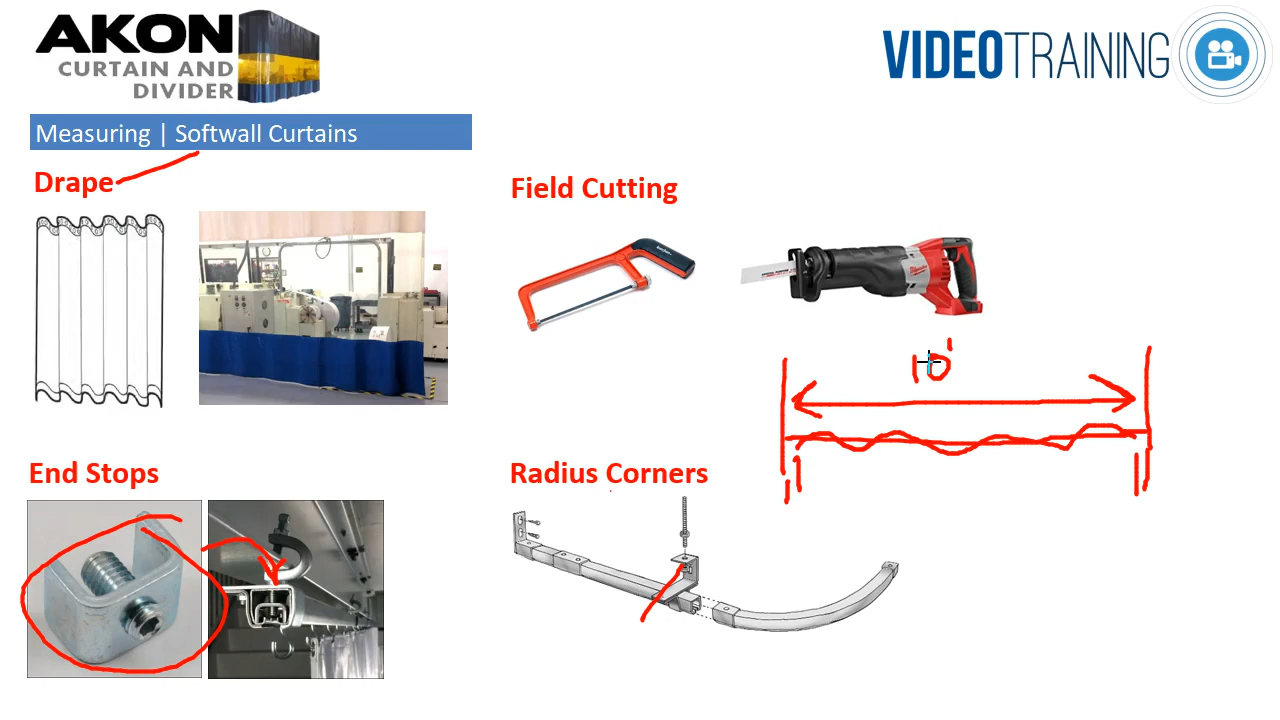 AKON
CURTAIN AND
DIVIDER
VIDEOTRAINING
Measuring | Softwall Curtains
Drape
Field Cutting
10'
End Stops
Radius Corners